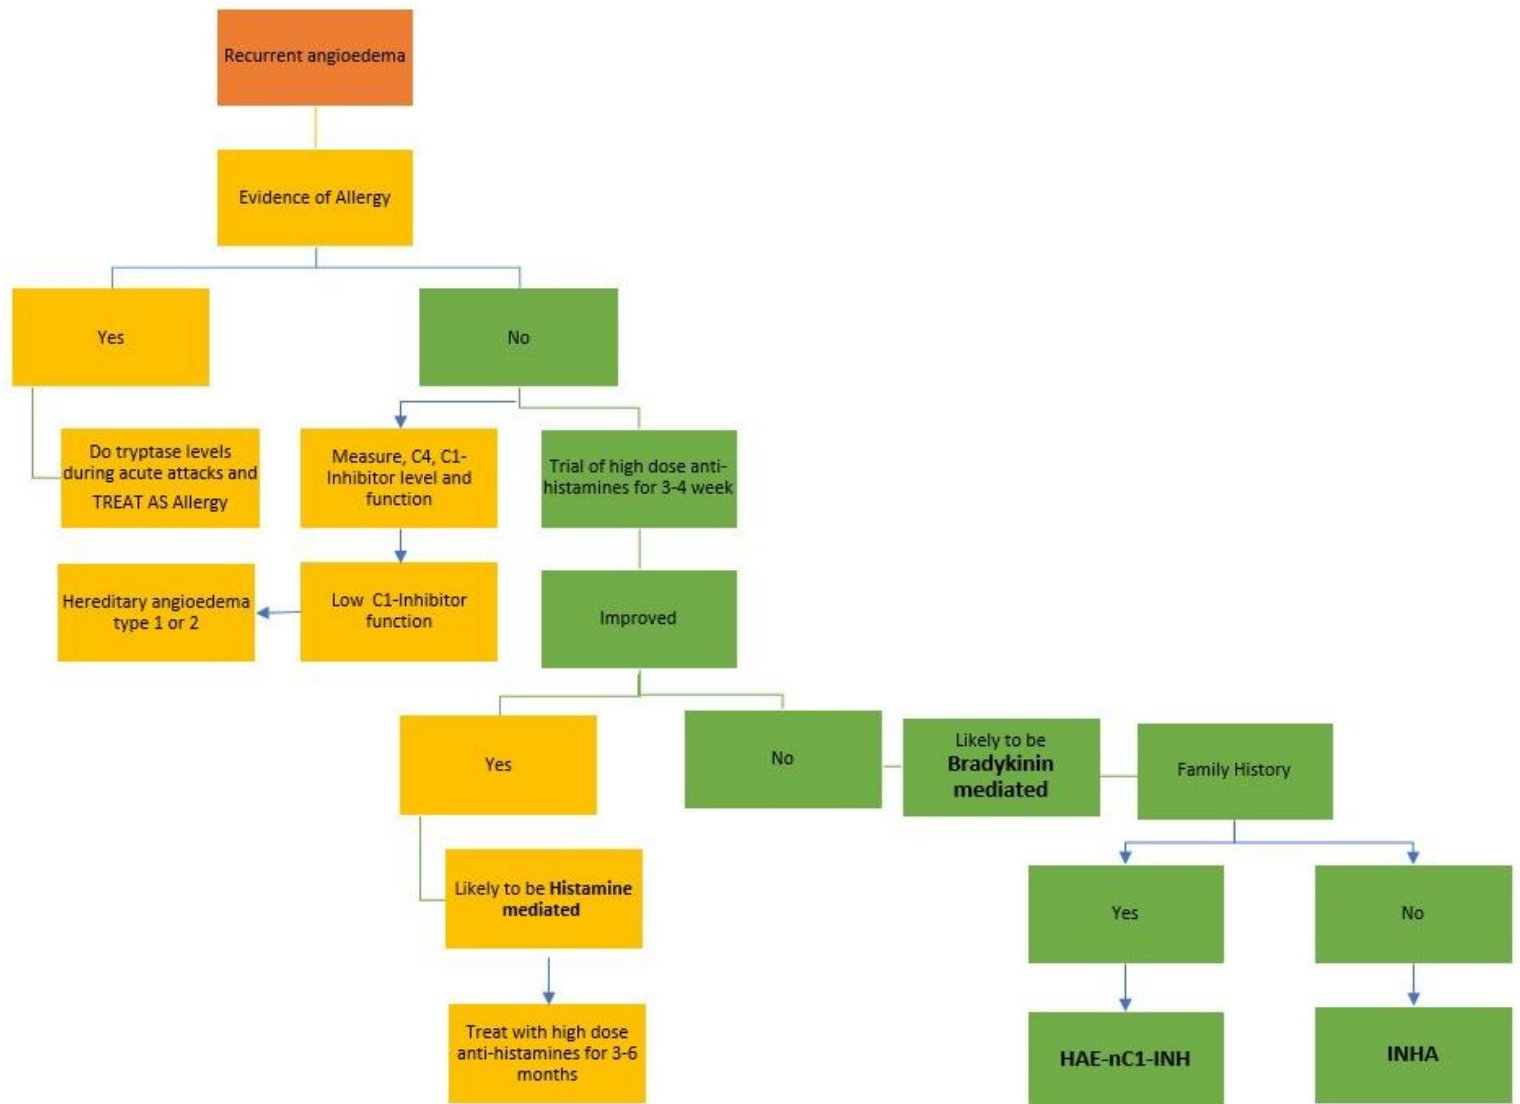 Recurrent angioedema
Evidence of Allergy
Yes
No
Do tryptase levels
during acute attacks and
TREAT AS Allergy
Measure, C4, C1-
Inhibitor level and
function
Trial of high dose anti-
histamines for 3-4 week
Hereditary angioedema
type 1 or 2
Low C1-Inhibitor
function
Improved
Yes
No
Likely to be
Bradykinin
mediated
Family History
Likely to be Histamine
mediated
Yes
No
Treat with high dose
anti-histamines for 3-6
months
HAE-nC1-INH
INHA